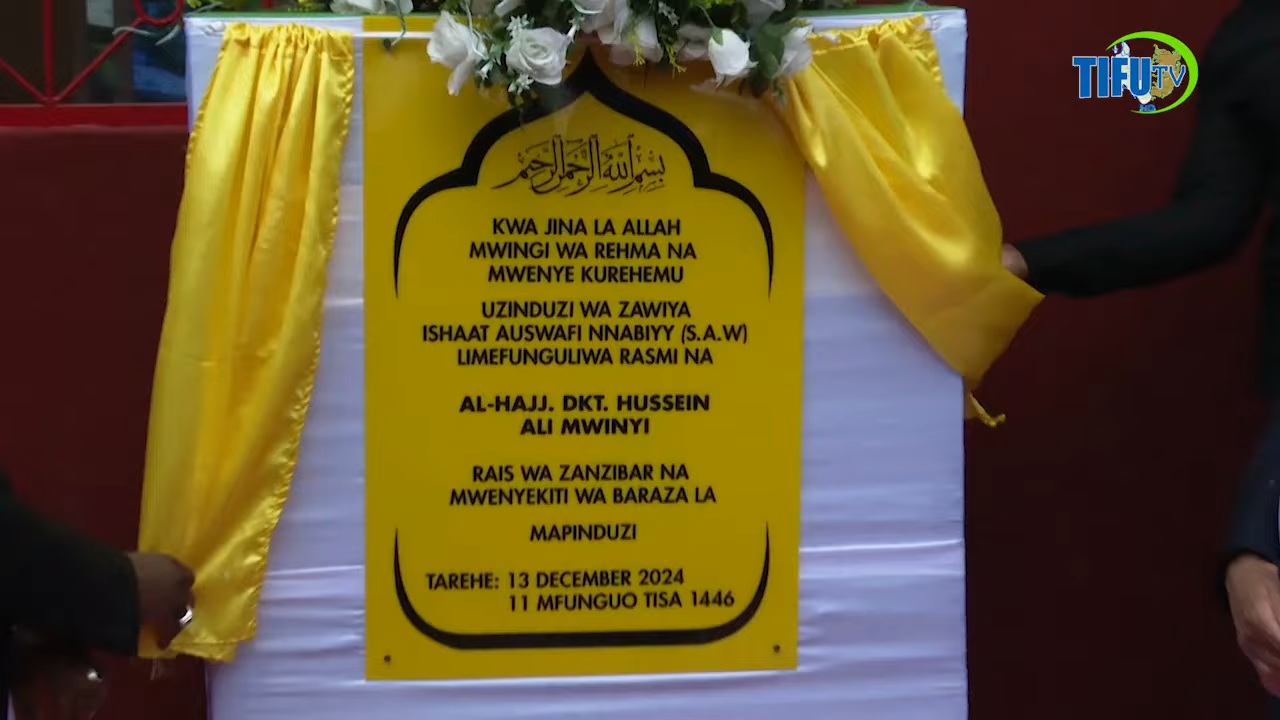 TIFU TV
بسم الله الرحمن الرحيم
KWA JINA LA ALLAH
MWINGI WA REHMA NA
MWENYE KUREHEMU
UZINDUZI WA ZAWIYA
ISHAAT AUSWAFI NNABIYY (S.A.W)
LIMEFUNGULIWA RASMI NA
AL-HAJJ. DKT. HUSSEIN
ALI MWINYI
RAIS WA ZANZIBAR NA
MWENYEKITI WA BARAZA LA
MAPINDUZI
TAREHE: 13 DECEMBER 2024
11 MFUNGUO TISA 1446